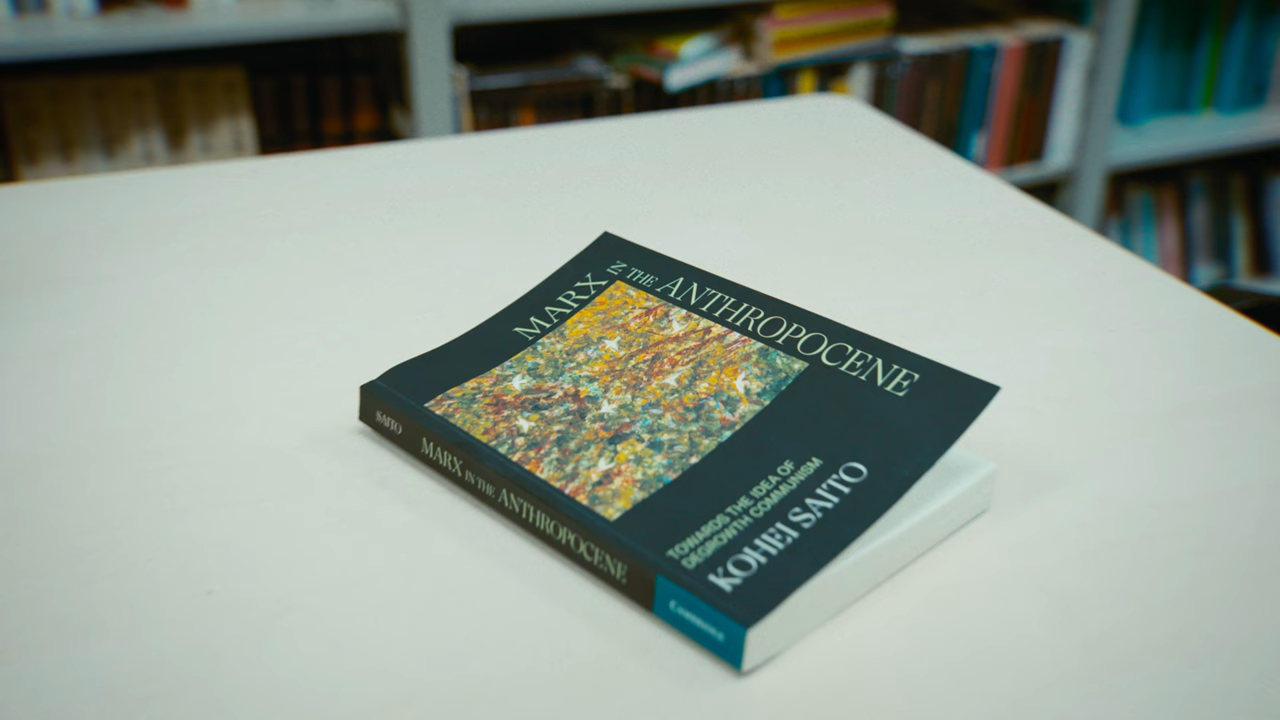 MARX IN THE ANTHROPOCENE
TOWARDS THE IDEA OF
DEGROWTH COMMUNISM
KOHEI SAITO
SAITO
MARX IN THE ANTHROPOCENE